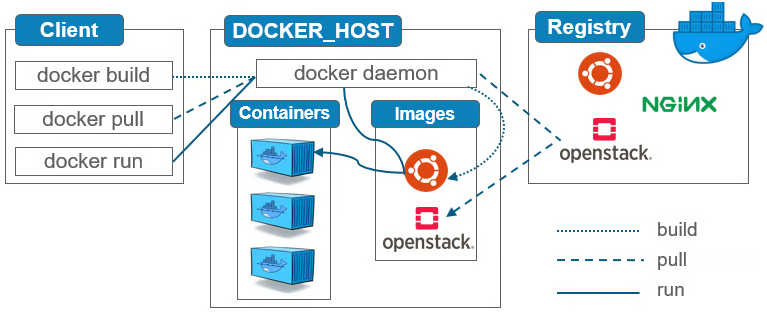 Client
docker build
docker pull
docker run
DOCKER_HOST
docker daemon
Containers
Images
openstack.
Registry
NGINX
openstack.
build
pull
run